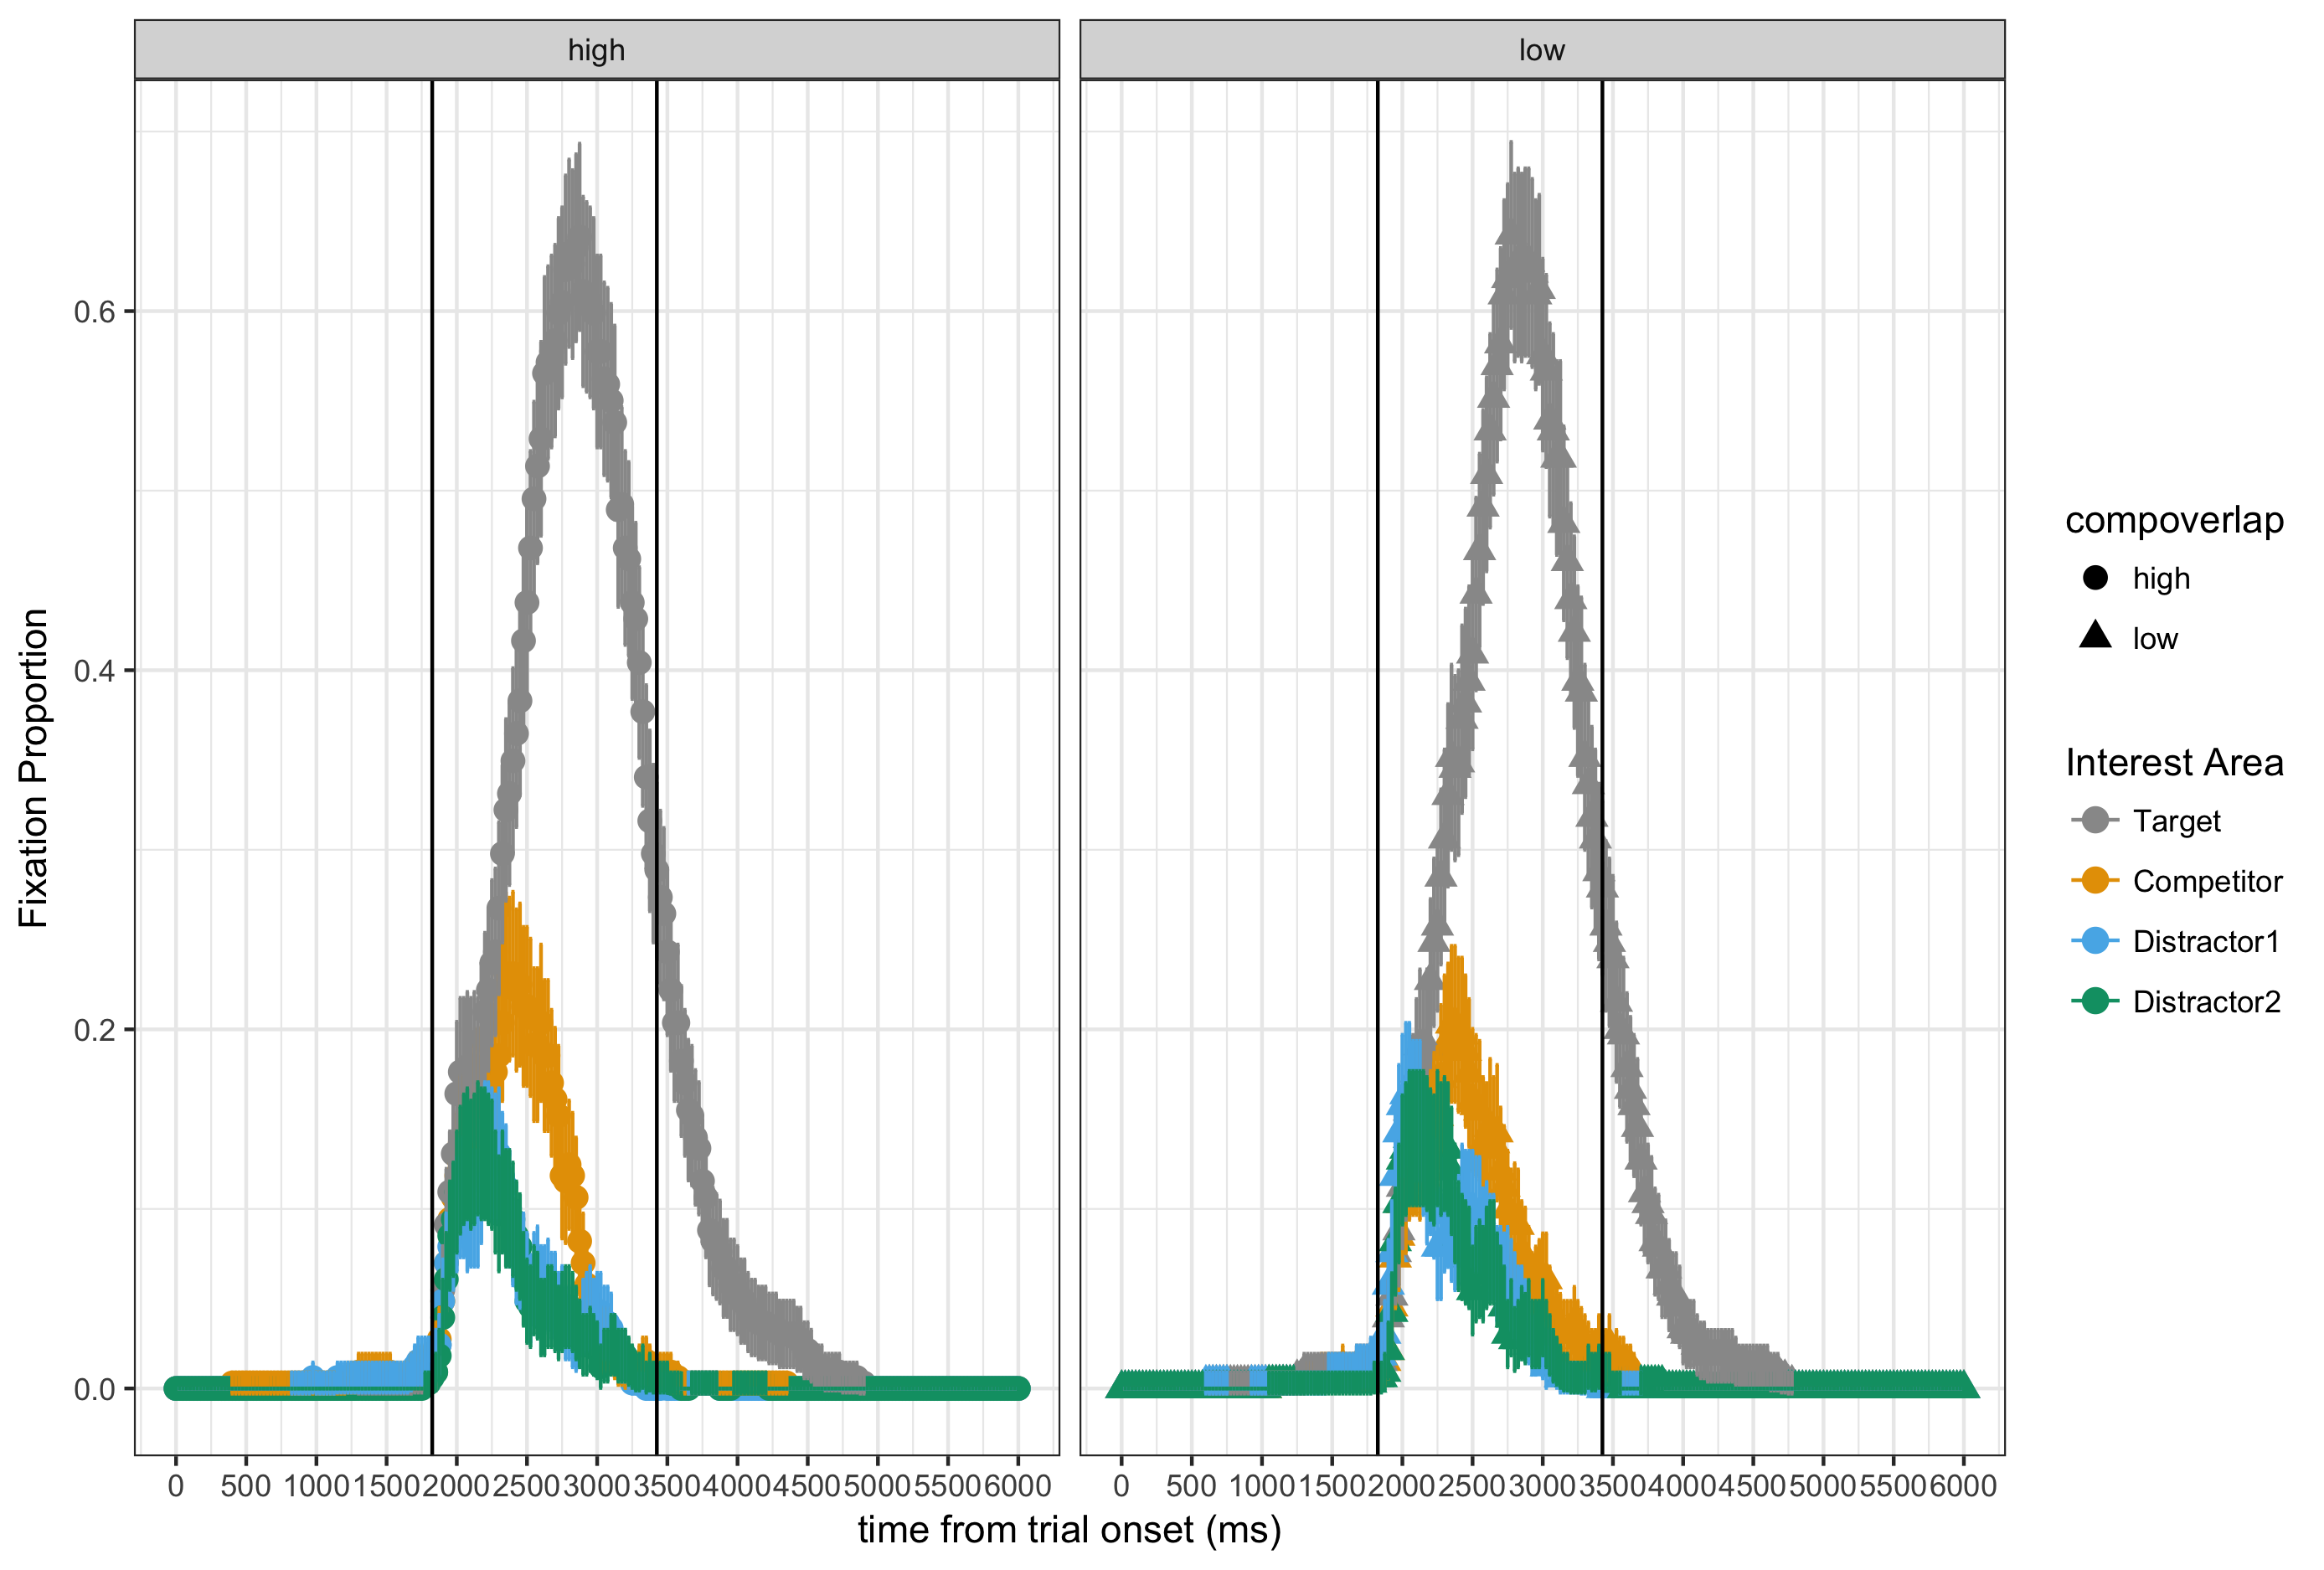 high low
0.6
0.4
0.2
0.0
Fixation Proportion
0 500 1000 1500 2000 2500 3000 3500 4000 4500 5000 5500 6000 0 500 1000 1500 2000 2500 3000 3500 4000 4500 5000 5500 6000
time from trial onset (ms)
compoverlap
high
low
Interest Area
Target
Competitor
Distractor1
Distractor2